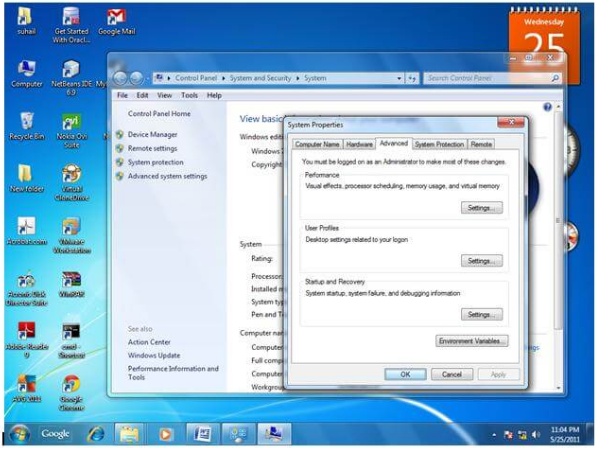 suhail
Get Started With Oracl...
Google Mail
Wednesday
25
Computer
NetBeans IDE 6.9
My
Recycle Bin
Nokia Ovi Suite
New folder
Virtual CloneDrive
Acrobat.com
VMware Workstation
Acronis Disk Director Suite
WinRAR
Adobe Reader 9
cmd - Shortcut
AVG 2011
Google Chrome
Control Panel
System and Security
System
Search Control Panel
File Edit View Tools Help
Control Panel Home
Device Manager
Remote settings
System protection
Advanced system settings
See also
Action Center
Windows Update
Performance Information and Tools
View basic
Windows edit
Windows
Copyright
System
Rating:
Processor:
Installed m
System typ
Pen and T
Computer na
Computer
Full comp
Computer
Workgrou
System Properties
Computer Name Hardware Advanced System Protection Remote
You must be logged on as an Administrator to make most of these changes.
Performance
Visual effects, processor scheduling, memory usage, and virtual memory
Settings...
User Profiles
Desktop settings related to your logon
Settings...
Startup and Recovery
System startup, system failure, and debugging information
Settings...
Environment Variables...
OK Cancel Apply
Google
11:04 PM
5/25/2011